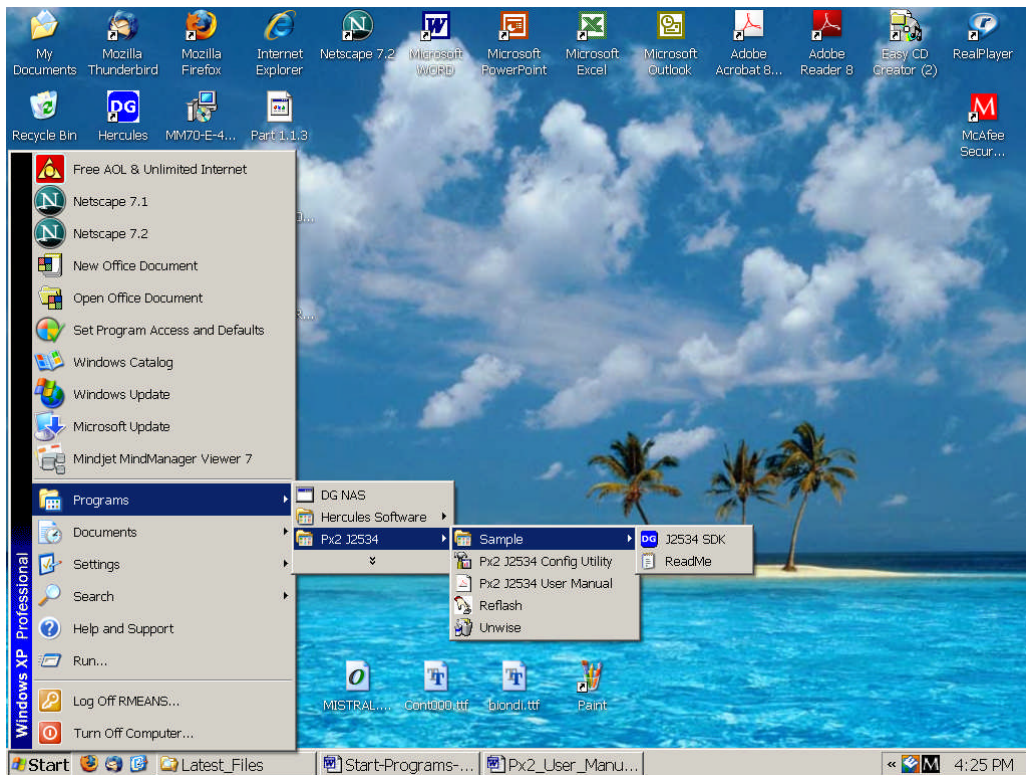 My Documents
Mozilla Thunderbird
Mozilla Firefox
Internet Explorer
Netscape 7.2
Microsoft WORD
Microsoft PowerPoint
Microsoft Excel
Microsoft Outlook
Adobe Acrobat 8...
Adobe Reader 8
Easy CD Creator (2)
RealPlayer
Recycle Bin
Hercules
MM70-E-4...
Part 1.1.3
McAfee Secur...
Free AOL & Unlimited Internet
Netscape 7.1
Netscape 7.2
New Office Document
Open Office Document
Set Program Access and Defaults
Windows Catalog
Windows Update
Microsoft Update
Mindjet MindManager Viewer 7
Programs
Documents
Settings
Search
Help and Support
Run...
Log Off RMEANS...
Turn Off Computer...
Windows XP Professional
DG NAS
Hercules Software
Px2 J2534
Sample
Px2 J2534 Config Utility
Px2 J2534 User Manual
Reflash
Unwise
J2534 SDK
ReadMe
MISTRAL....
Cont000.ttf
biondi.ttf
Paint
Start
Latest_Files
Start-Programs-...
Px2_User_Manu...
4:25 PM